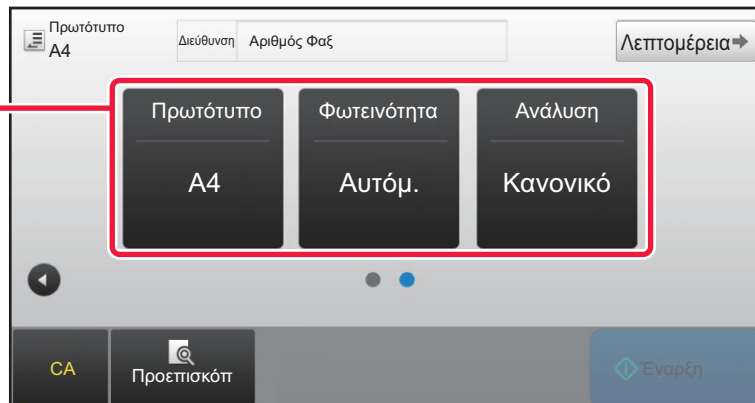 Πρωτότυπο
A4
Διεύθυνση Αριθμός Φαξ
Λεπτομέρεια
Πρωτότυπο Φωτεινότητα Ανάλυση
A4 Αυτόμ. Κανονικό
CA
Προεπισκόπ
Έναρξη